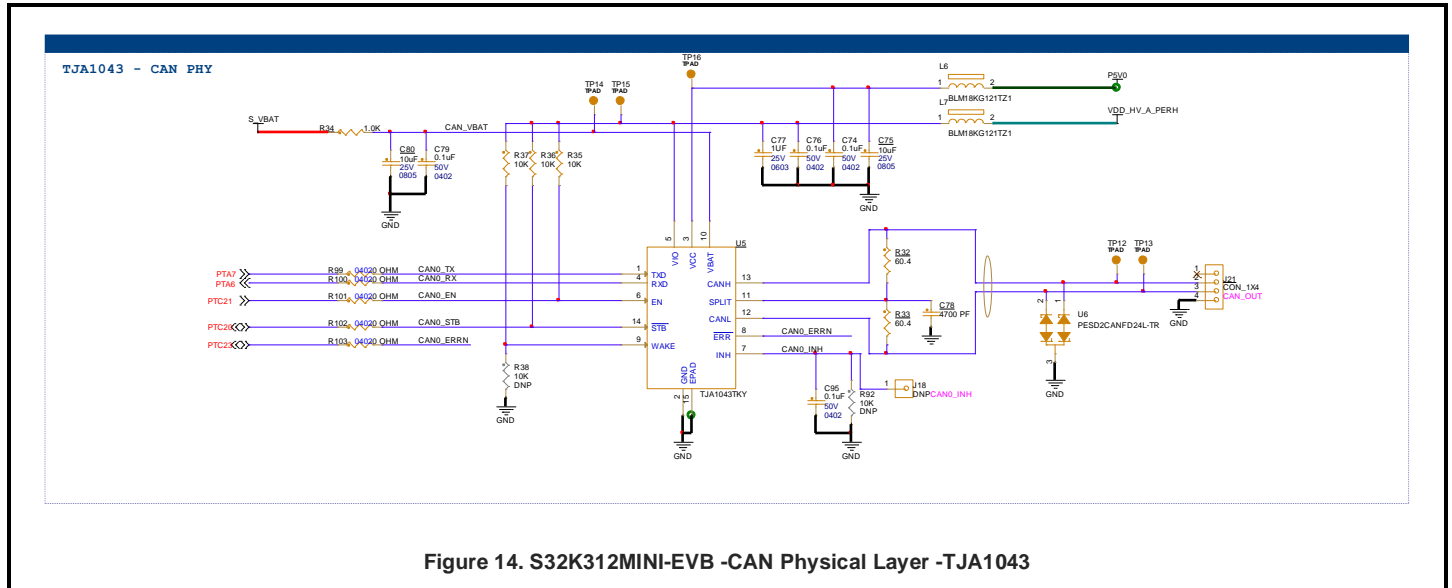 TJA1043 - CAN PHY
S_VBAT
R34
1.0K
CAN_VBAT
TP14
TPAD
TP15
TPAD
TP16
TPAD
L6
1
2
BLM18KG121TZ1
P5V0
L7
1
2
BLM18KG121TZ1
VDD_HV_A_PERH
C80
10uF
25V
0805
C79
0.1uF
50V
0402
GND
R37
10K
R36
10K
R35
10K
C77
1UF
25V
0603
C76
0.1uF
50V
0402
C74
0.1uF
50V
0402
C75
10uF
25V
0805
GND
PTA7
R99
0402
0 OHM
CAN0_TX
PTA6
R100
0402
0 OHM
CAN0_RX
PTC21
R101
0402
0 OHM
CAN0_EN
PTC20
R102
0402
0 OHM
CAN0_STB
PTC23
R103
0402
0 OHM
CAN0_ERRN
R38
10K
DNP
GND
U5
5
VIO
3
VCC
10
VBAT
1
TXD
4
RXD
6
EN
14
STB
9
WAKE
CANH
13
SPLIT
11
CANL
12
ERR
8
INH
7
GND
2
EPAD
15
TJA1043TKY
GND
R32
60.4
R33
60.4
C78
4700 PF
GND
CAN0_ERRN
CAN0_INH
C95
0.1uF
50V
0402
R92
10K
DNP
GND
1
J18
DNP
CAN0_INH
TP12
TPAD
TP13
TPAD
2
1
U6
PESD2CANFD24L-TR
3
GND
1
2
3
4
J21
CON_1X4
CAN_OUT
GND
Figure 14. S32K312MINI-EVB -CAN Physical Layer -TJA1043